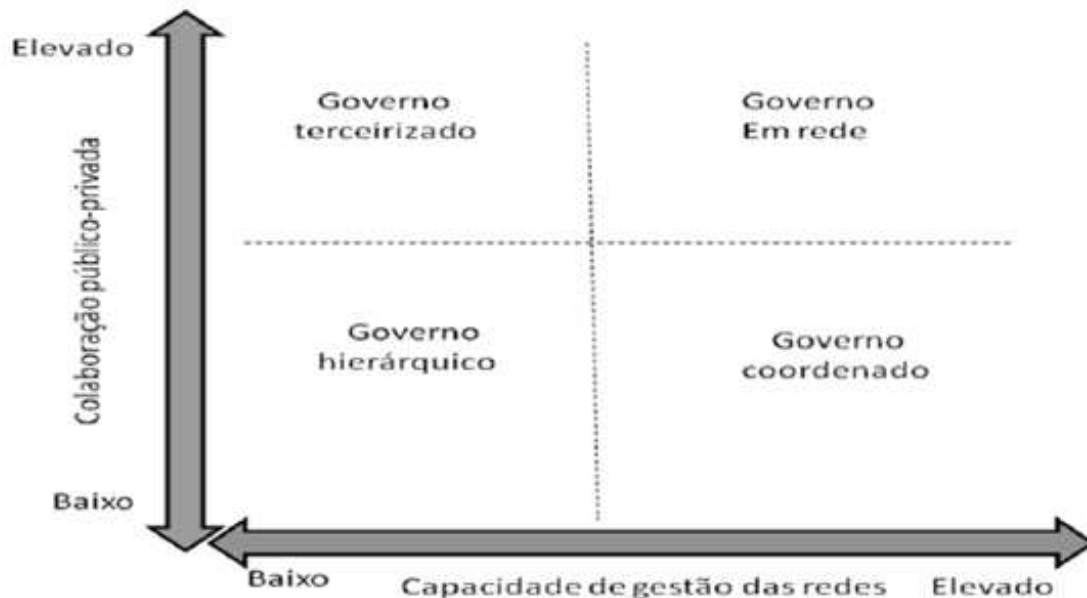 Elevado
Colaboração público-privada
Baixo
Governo
terceirizado
Governo
Em rede
Governo
hierárquico
Governo
coordenado
Baixo
Capacidade de gestão das redes
Elevado